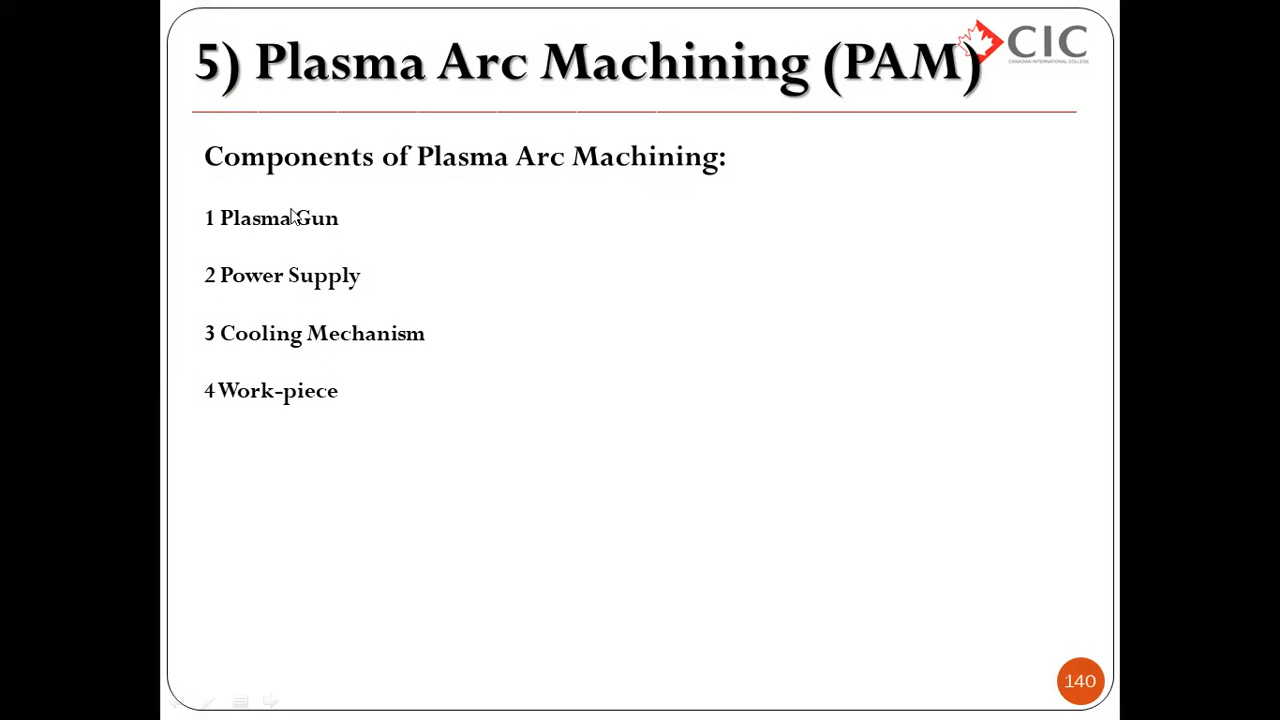 5) Plasma Arc Machining (PAM)
CIC
CANADIAN INTERNATIONAL COLLEGE
Components of Plasma Arc Machining:
1 Plasma Gun
2 Power Supply
3 Cooling Mechanism
4 Work-piece
140